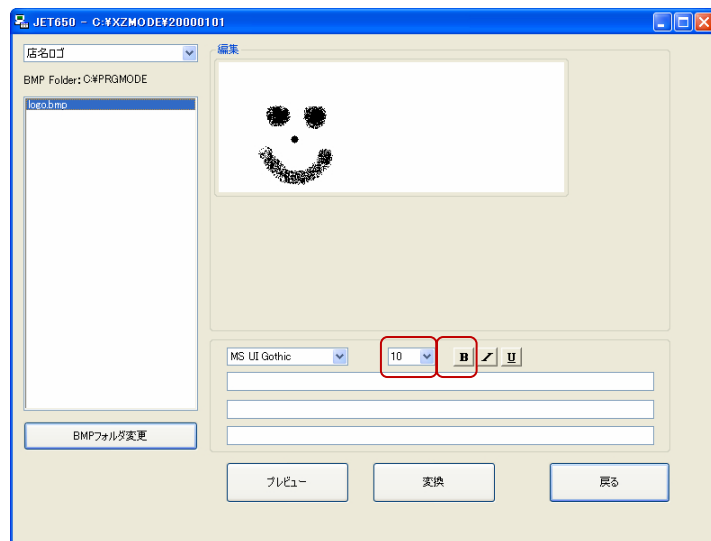 JET650 - C:¥XZMODE¥20000101
店名ロゴ
BMP Folder: C:¥PRGMODE
logo.bmp
BMPフォルダ変更
編集
MS UI Gothic 10 B I U
プレビュー 変換 戻る